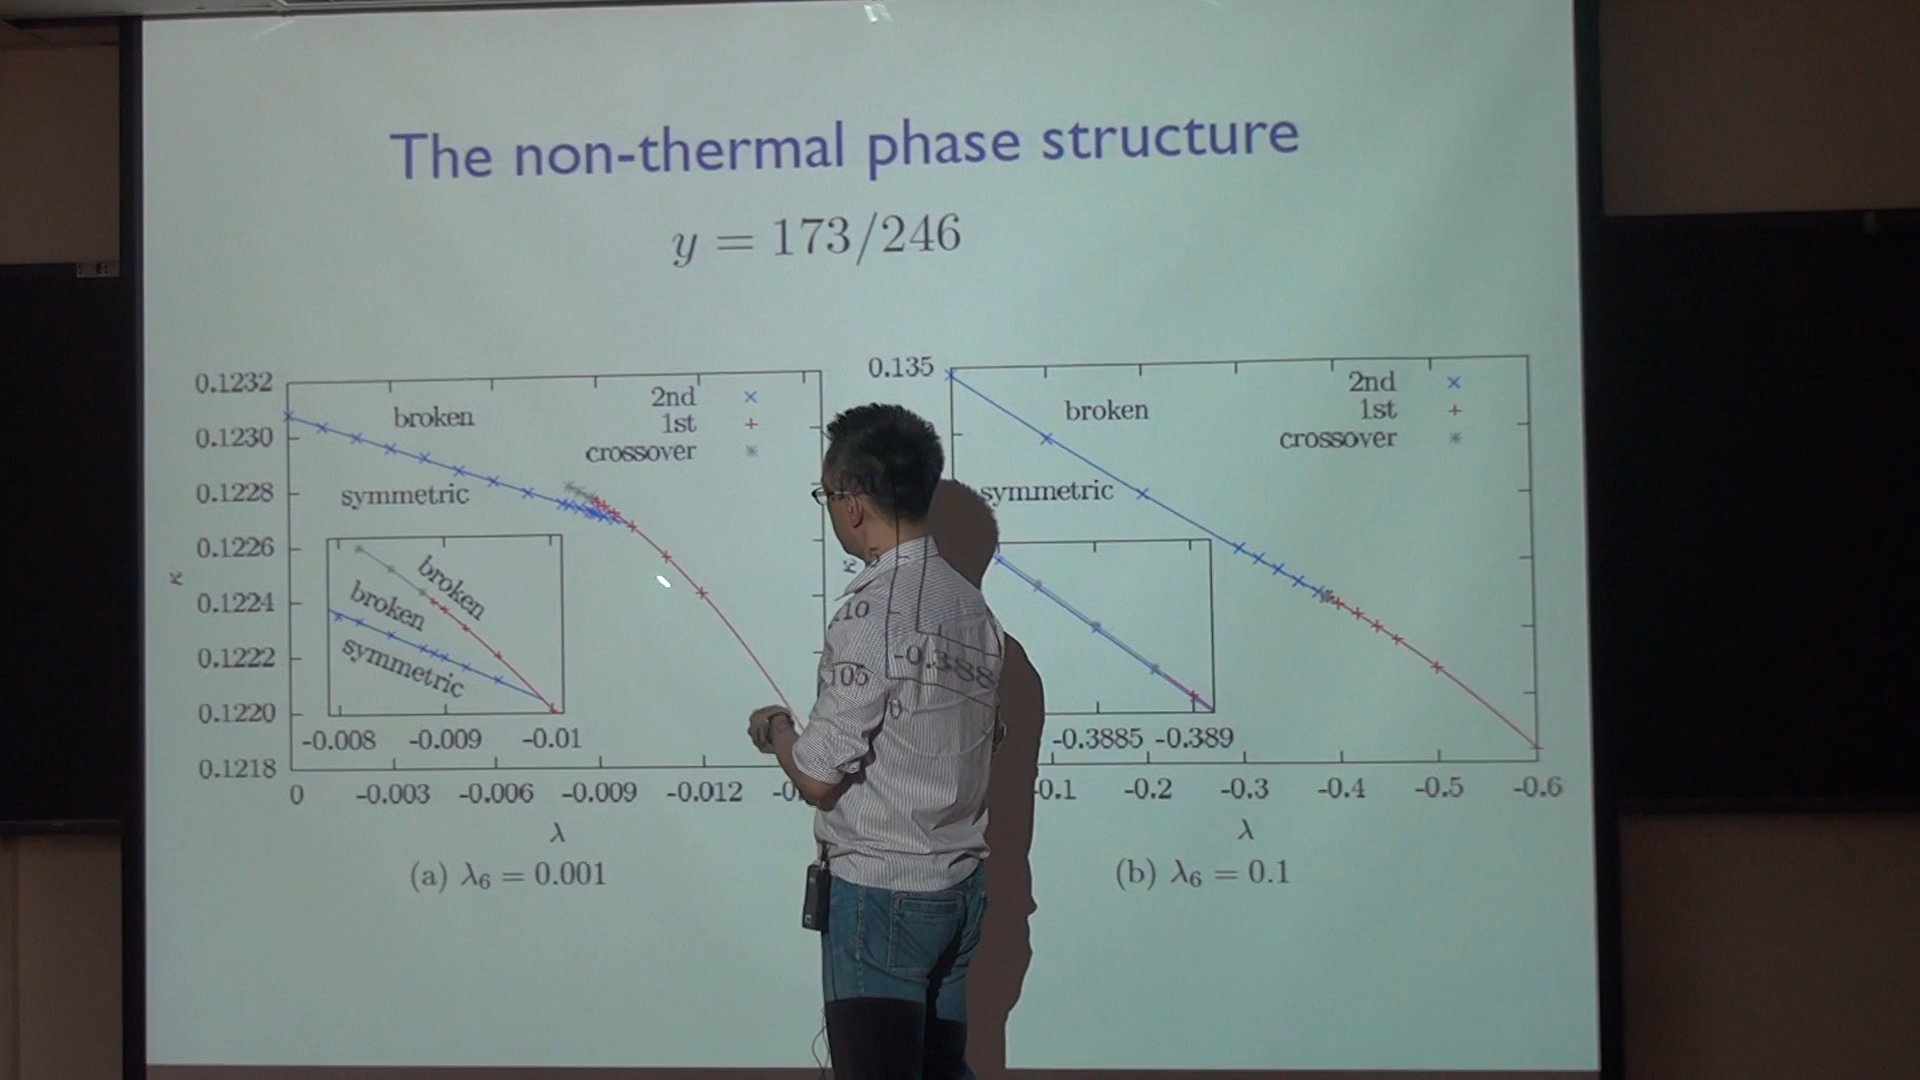 The non-thermal phase structure
y = 173/246
0.1232
0.1230
0.1228
0.1226
0.1224
0.1222
0.1220
0.1218
κ
broken
symmetric
2nd
1st
crossover
broken
broken
symmetric
-0.008 -0.009 -0.01
0 -0.003 -0.006 -0.009 -0.012
λ
(a) λ6 = 0.001
0.135
κ
broken
symmetric
2nd
1st
crossover
-0.388 -0.3885 -0.389
-0.1 -0.2 -0.3 -0.4 -0.5 -0.6
λ
(b) λ6 = 0.1